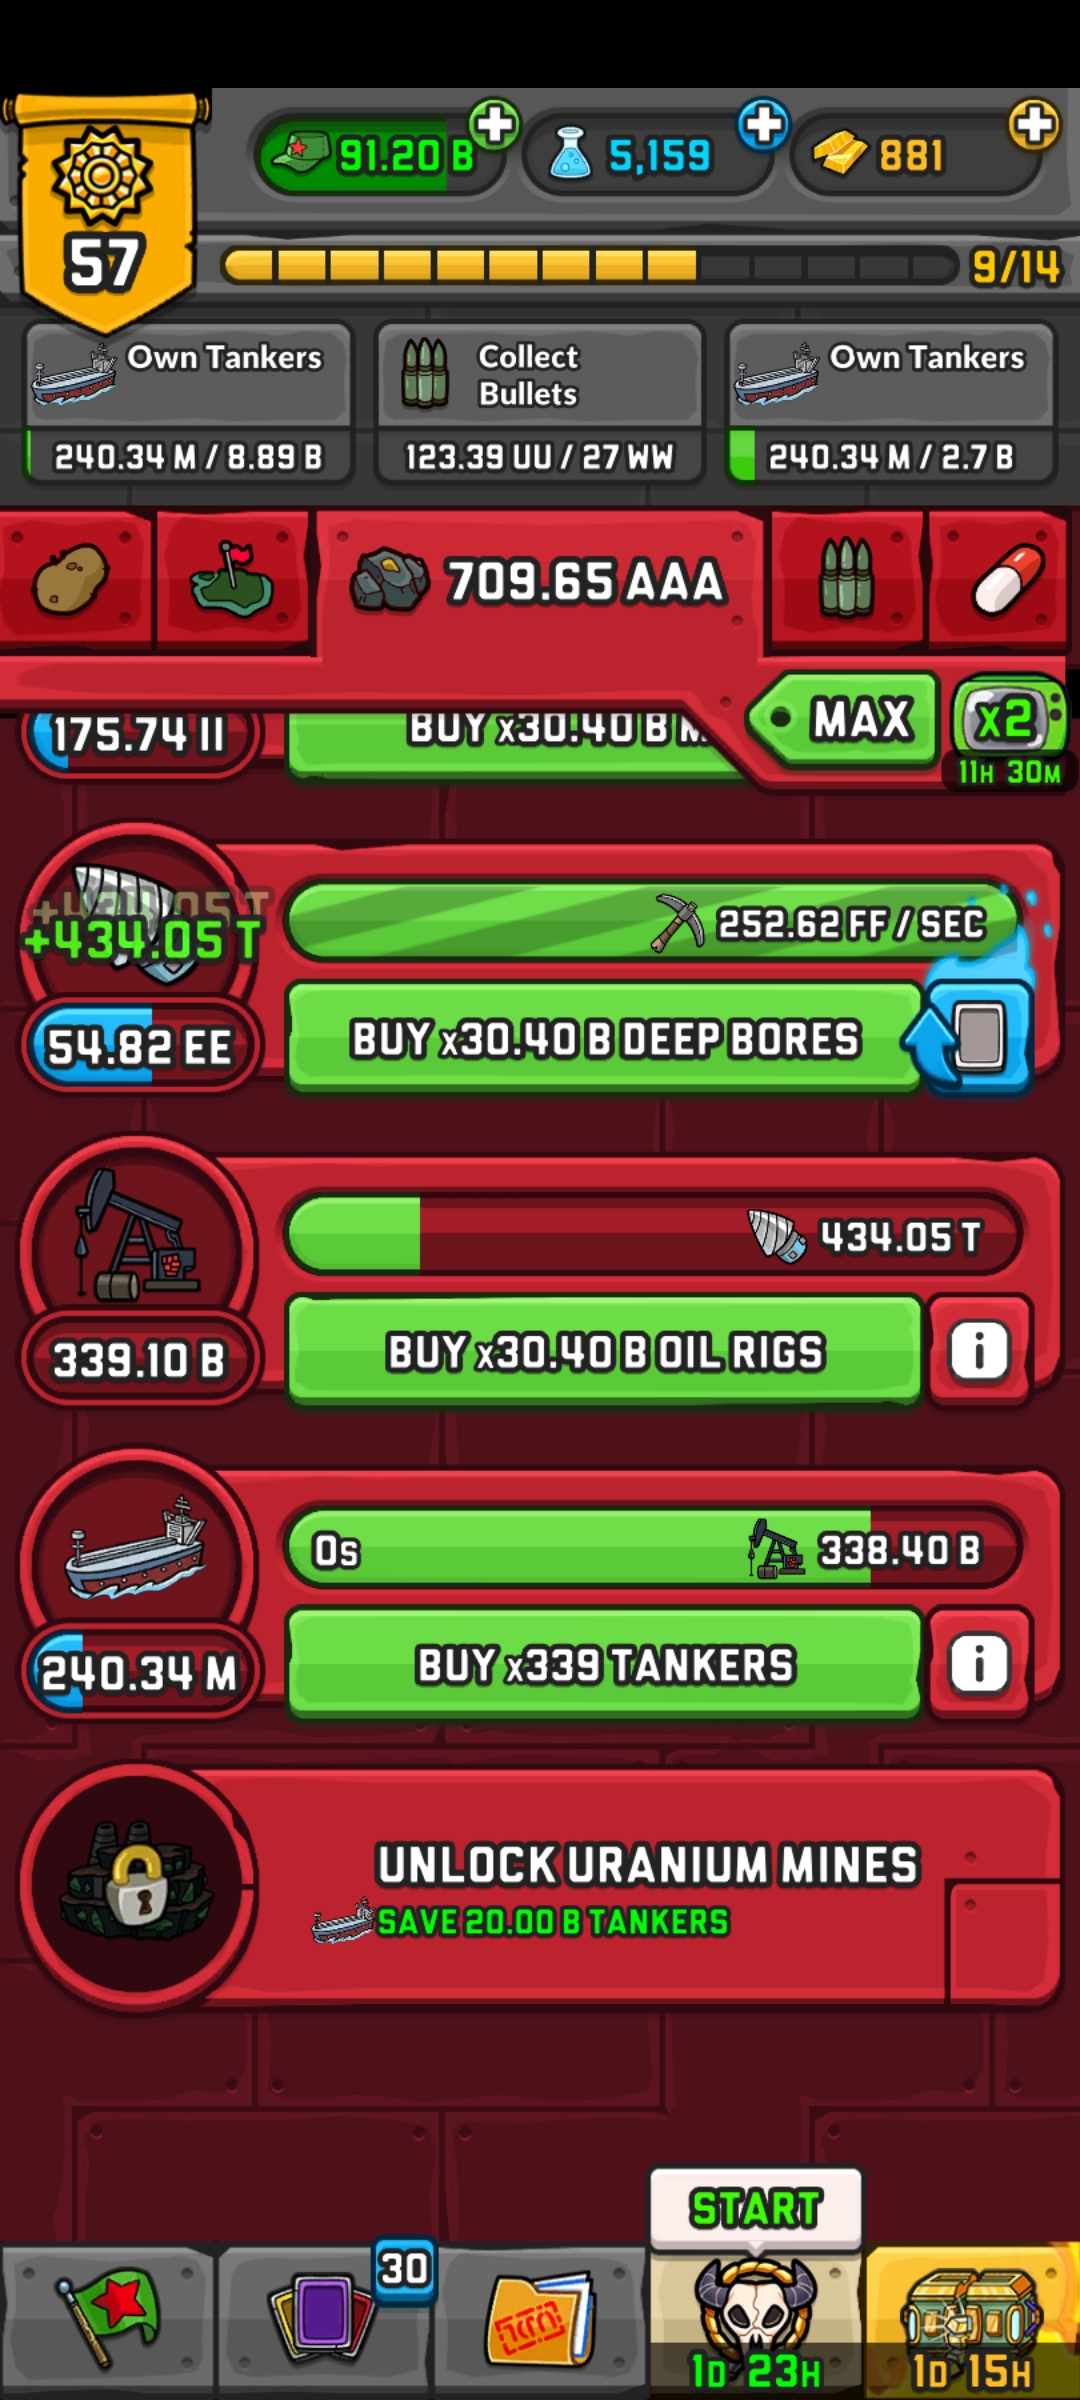 91.20 B
5,159
881
57
9/14
Own Tankers
240.34 M / 8.89 B
Collect
Bullets
123.39 UU / 27 WW
Own Tankers
240.34 M / 2.7 B
709.65 AAA
MAX
x2
11H 30M
175.74 II
BUY x30.40 B M
+434.05 T
+434.05 T
252.62 FF / SEC
54.82 EE
BUY x30.40 B DEEP BORES
434.05 T
339.10 B
BUY x30.40 B OIL RIGS
i
0s
338.40 B
240.34 M
BUY x339 TANKERS
i
UNLOCK URANIUM MINES
SAVE 20.00 B TANKERS
START
30
1D 23H
1D 15H